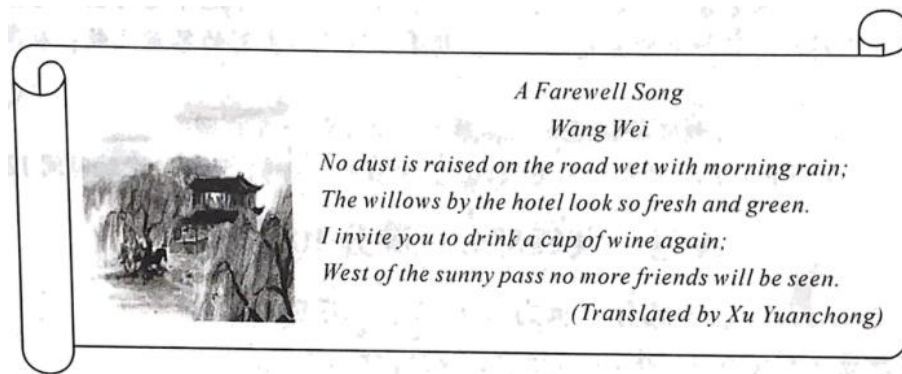 A Farewell Song
Wang Wei
No dust is raised on the road wet with morning rain;
The willows by the hotel look so fresh and green.
I invite you to drink a cup of wine again;
West of the sunny pass no more friends will be seen.
(Translated by Xu Yuanchong)